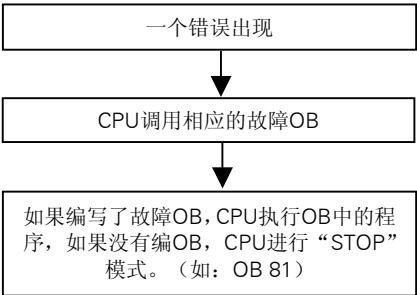 一个错误出现
CPU调用相应的故障OB
如果编写了故障OB，CPU执行OB中的程
序，如果没有编OB，CPU进行“STOP”
模式。（如：OB 81）